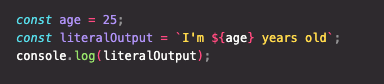 const age = 25;
const literalOutput = `I'm ${age} years old`;
console.log(literalOutput);